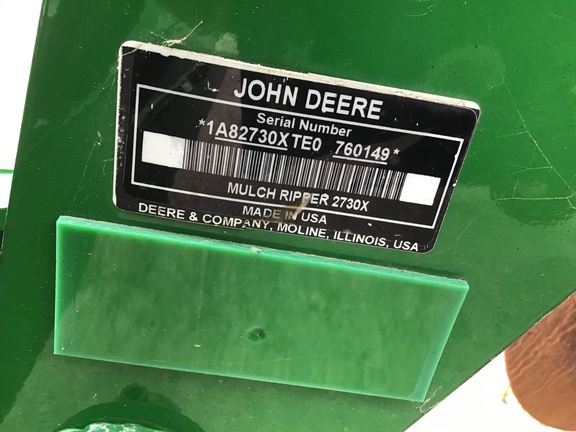 JOHN DEERE
Serial Number
*1A82730XTE0 760149*
MULCH RIPPER 2730X
MADE IN USA
DEERE & COMPANY, MOLINE, ILLINOIS, USA